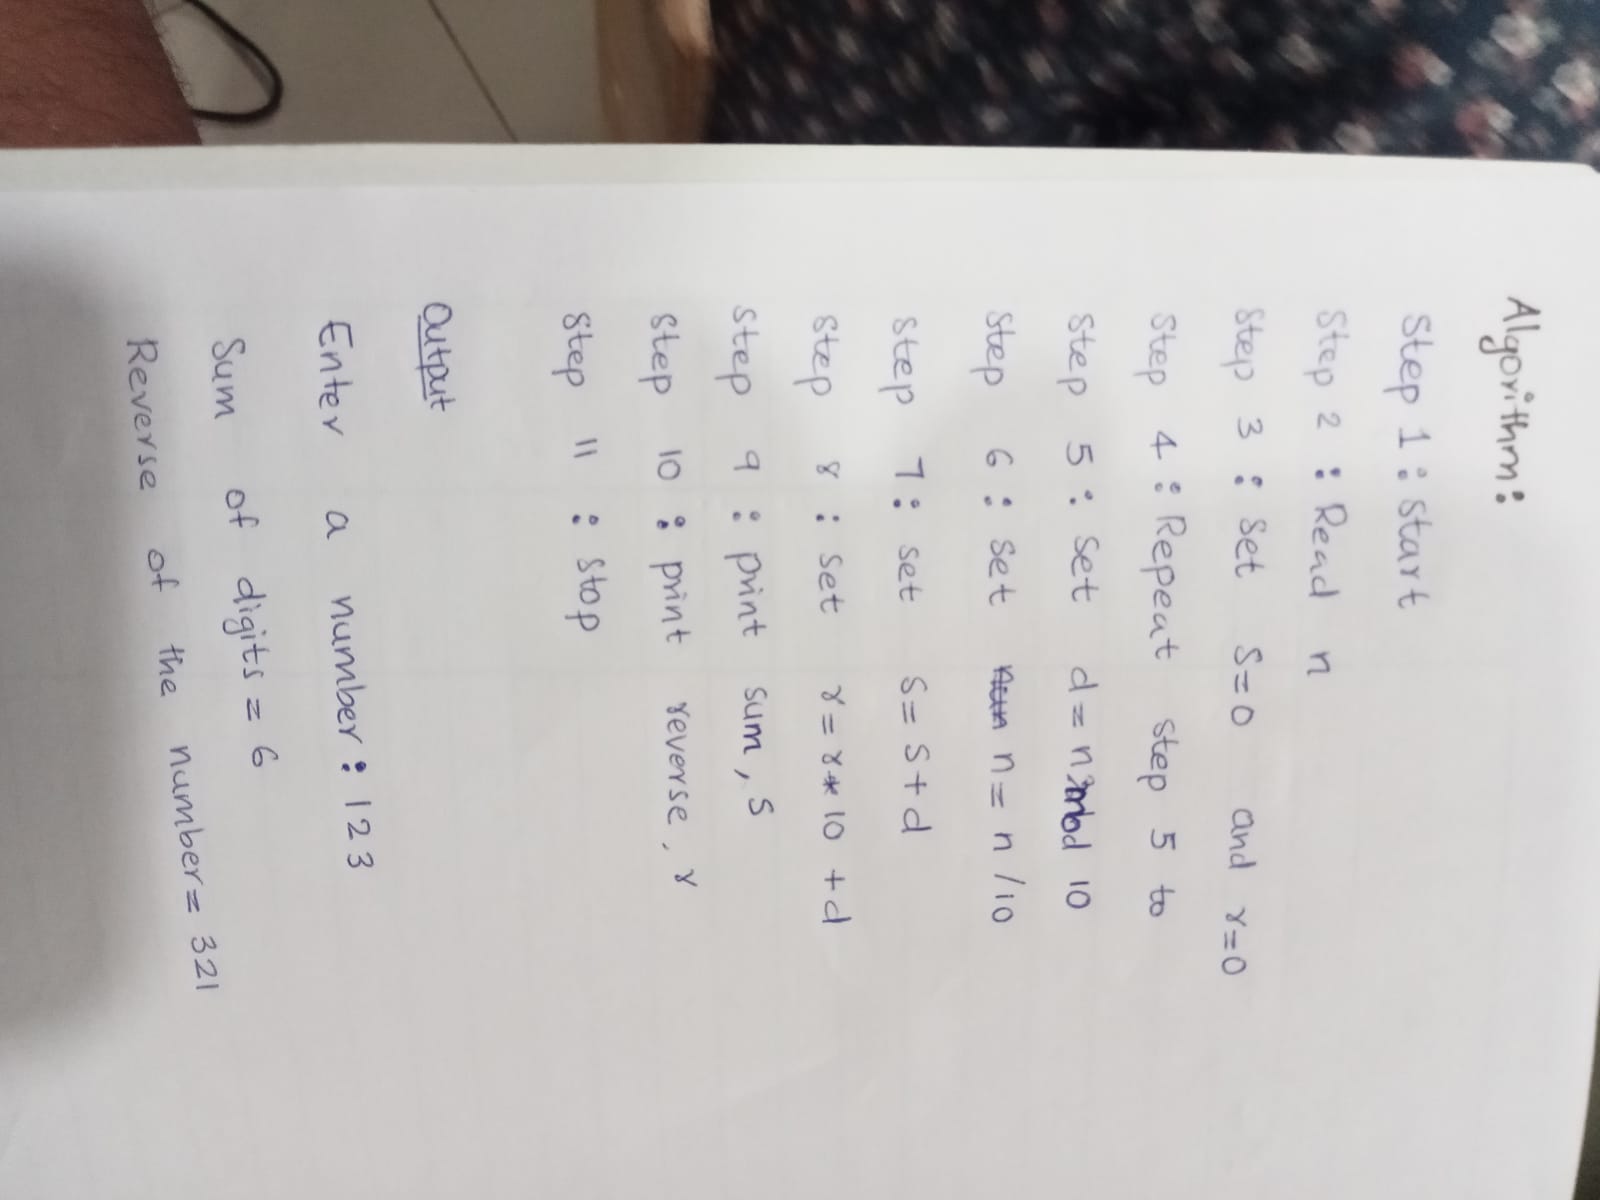 Algorithm:
Step 1 : Start
Step 2 : Read n
Step 3 : Set S=0 and r=0
Step 4 : Repeat step 5 to
Step 5 : Set d = n mod 10
Step 6 : Set n = n /10
Step 7 : set S= S+d
Step 8 : Set r = r* 10 +d
Step 9 : print sum, S
Step 10 : print reverse, r
Step 11 : Stop
Output
Enter a number : 123
Sum of digits = 6
Reverse of the number= 321